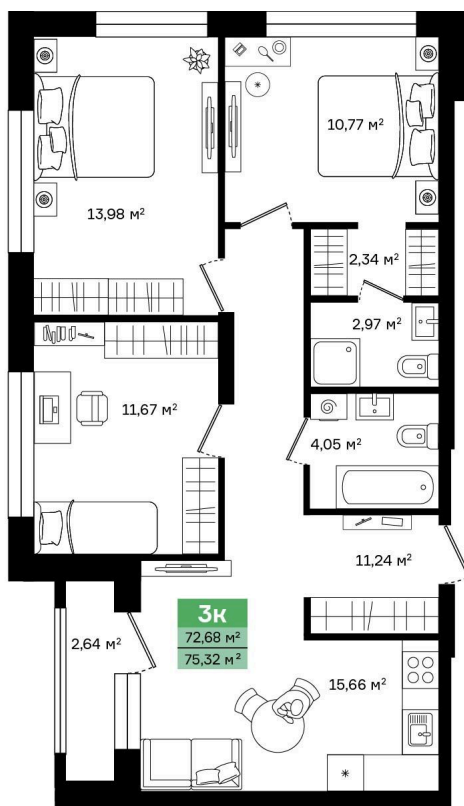 10,77 м²
13,98 м²
2,34 м²
2,97 м²
11,67 м²
4,05 м²
11,24 м²
3к
72,68 м²
75,32 м²
2,64 м²
15,66 м²